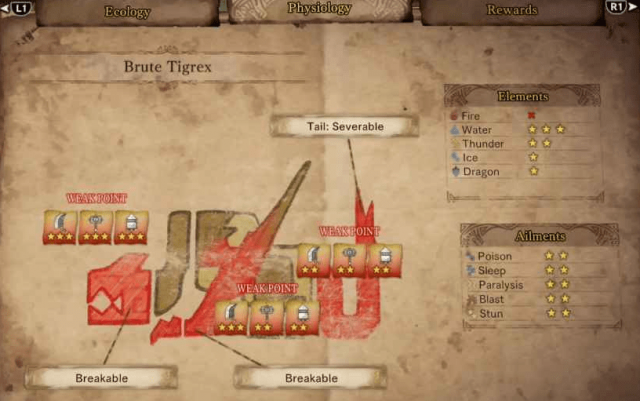 L1
Ecology
Physiology
Rewards
R1
Brute Tigrex
Elements
Fire
Water
Thunder
Ice
Dragon
Tail: Severable
WEAK POINT
WEAK POINT
WEAK POINT
Ailments
Poison
Sleep
Paralysis
Blast
Stun
Breakable
Breakable